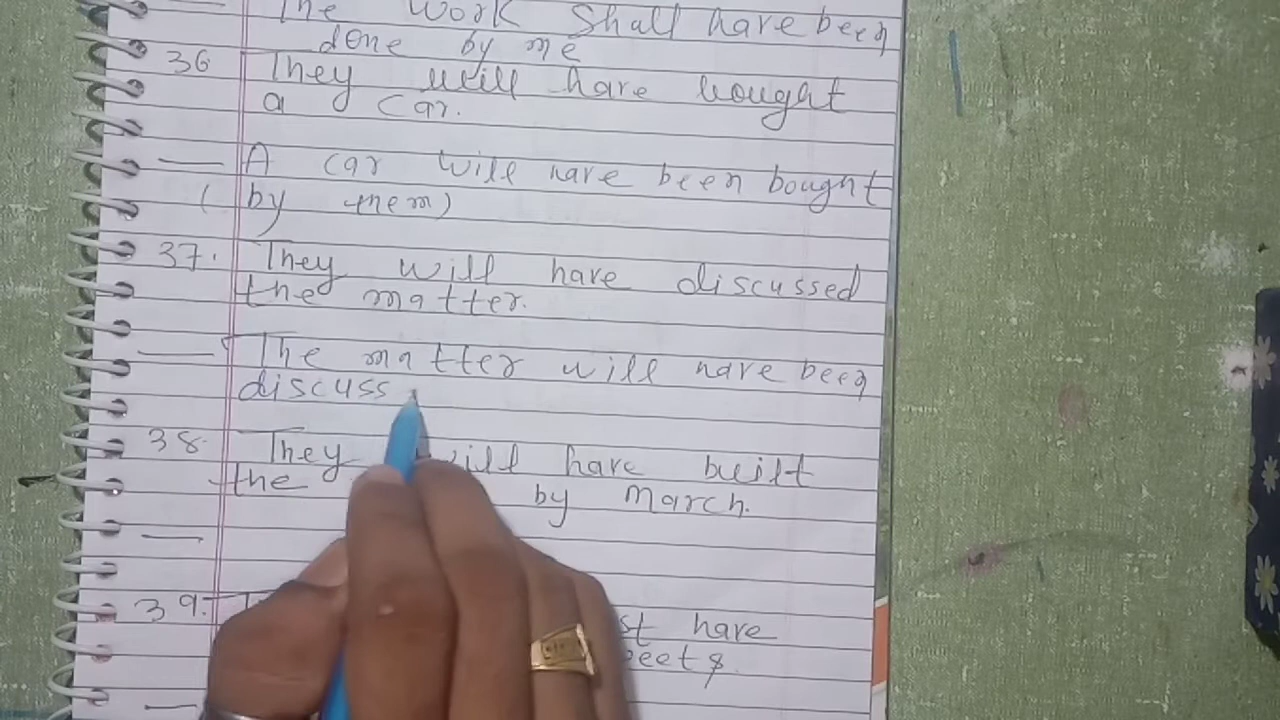 The work shall have been
done by me
36 They will have bought
a car.
— A car will have been bought
(by them)
37. They will have discussed
the matter.
— The matter will have been
discuss
38. They will have built
the by March.
—
39. have
—